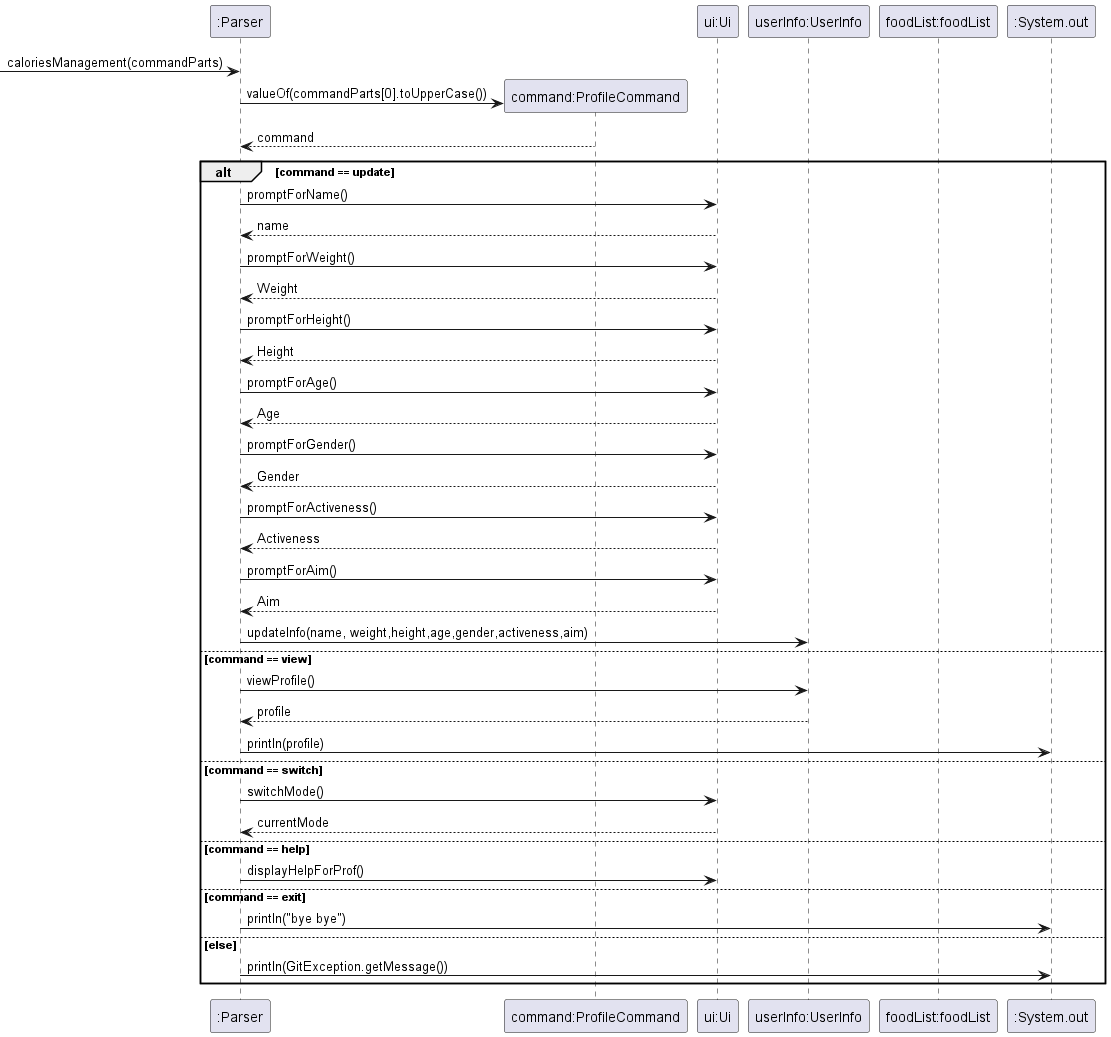 :Parser
ui:Ui
userInfo:UserInfo
foodList:foodList
:System.out
caloriesManagement(commandParts)
valueOf(commandParts[0].toUpperCase())
command:ProfileCommand
command
alt [command == update]
promptForName()
name
promptForWeight()
Weight
promptForHeight()
Height
promptForAge()
Age
promptForGender()
Gender
promptForActiveness()
Activeness
promptForAim()
Aim
updateInfo(name, weight,height,age,gender,activeness,aim)
[command == view]
viewProfile()
profile
println(profile)
[command == switch]
switchMode()
currentMode
[command == help]
displayHelpForProf()
[command == exit]
println("bye bye")
[else]
println(GitException.getMessage())
:Parser
command:ProfileCommand
ui:Ui
userInfo:UserInfo
foodList:foodList
:System.out